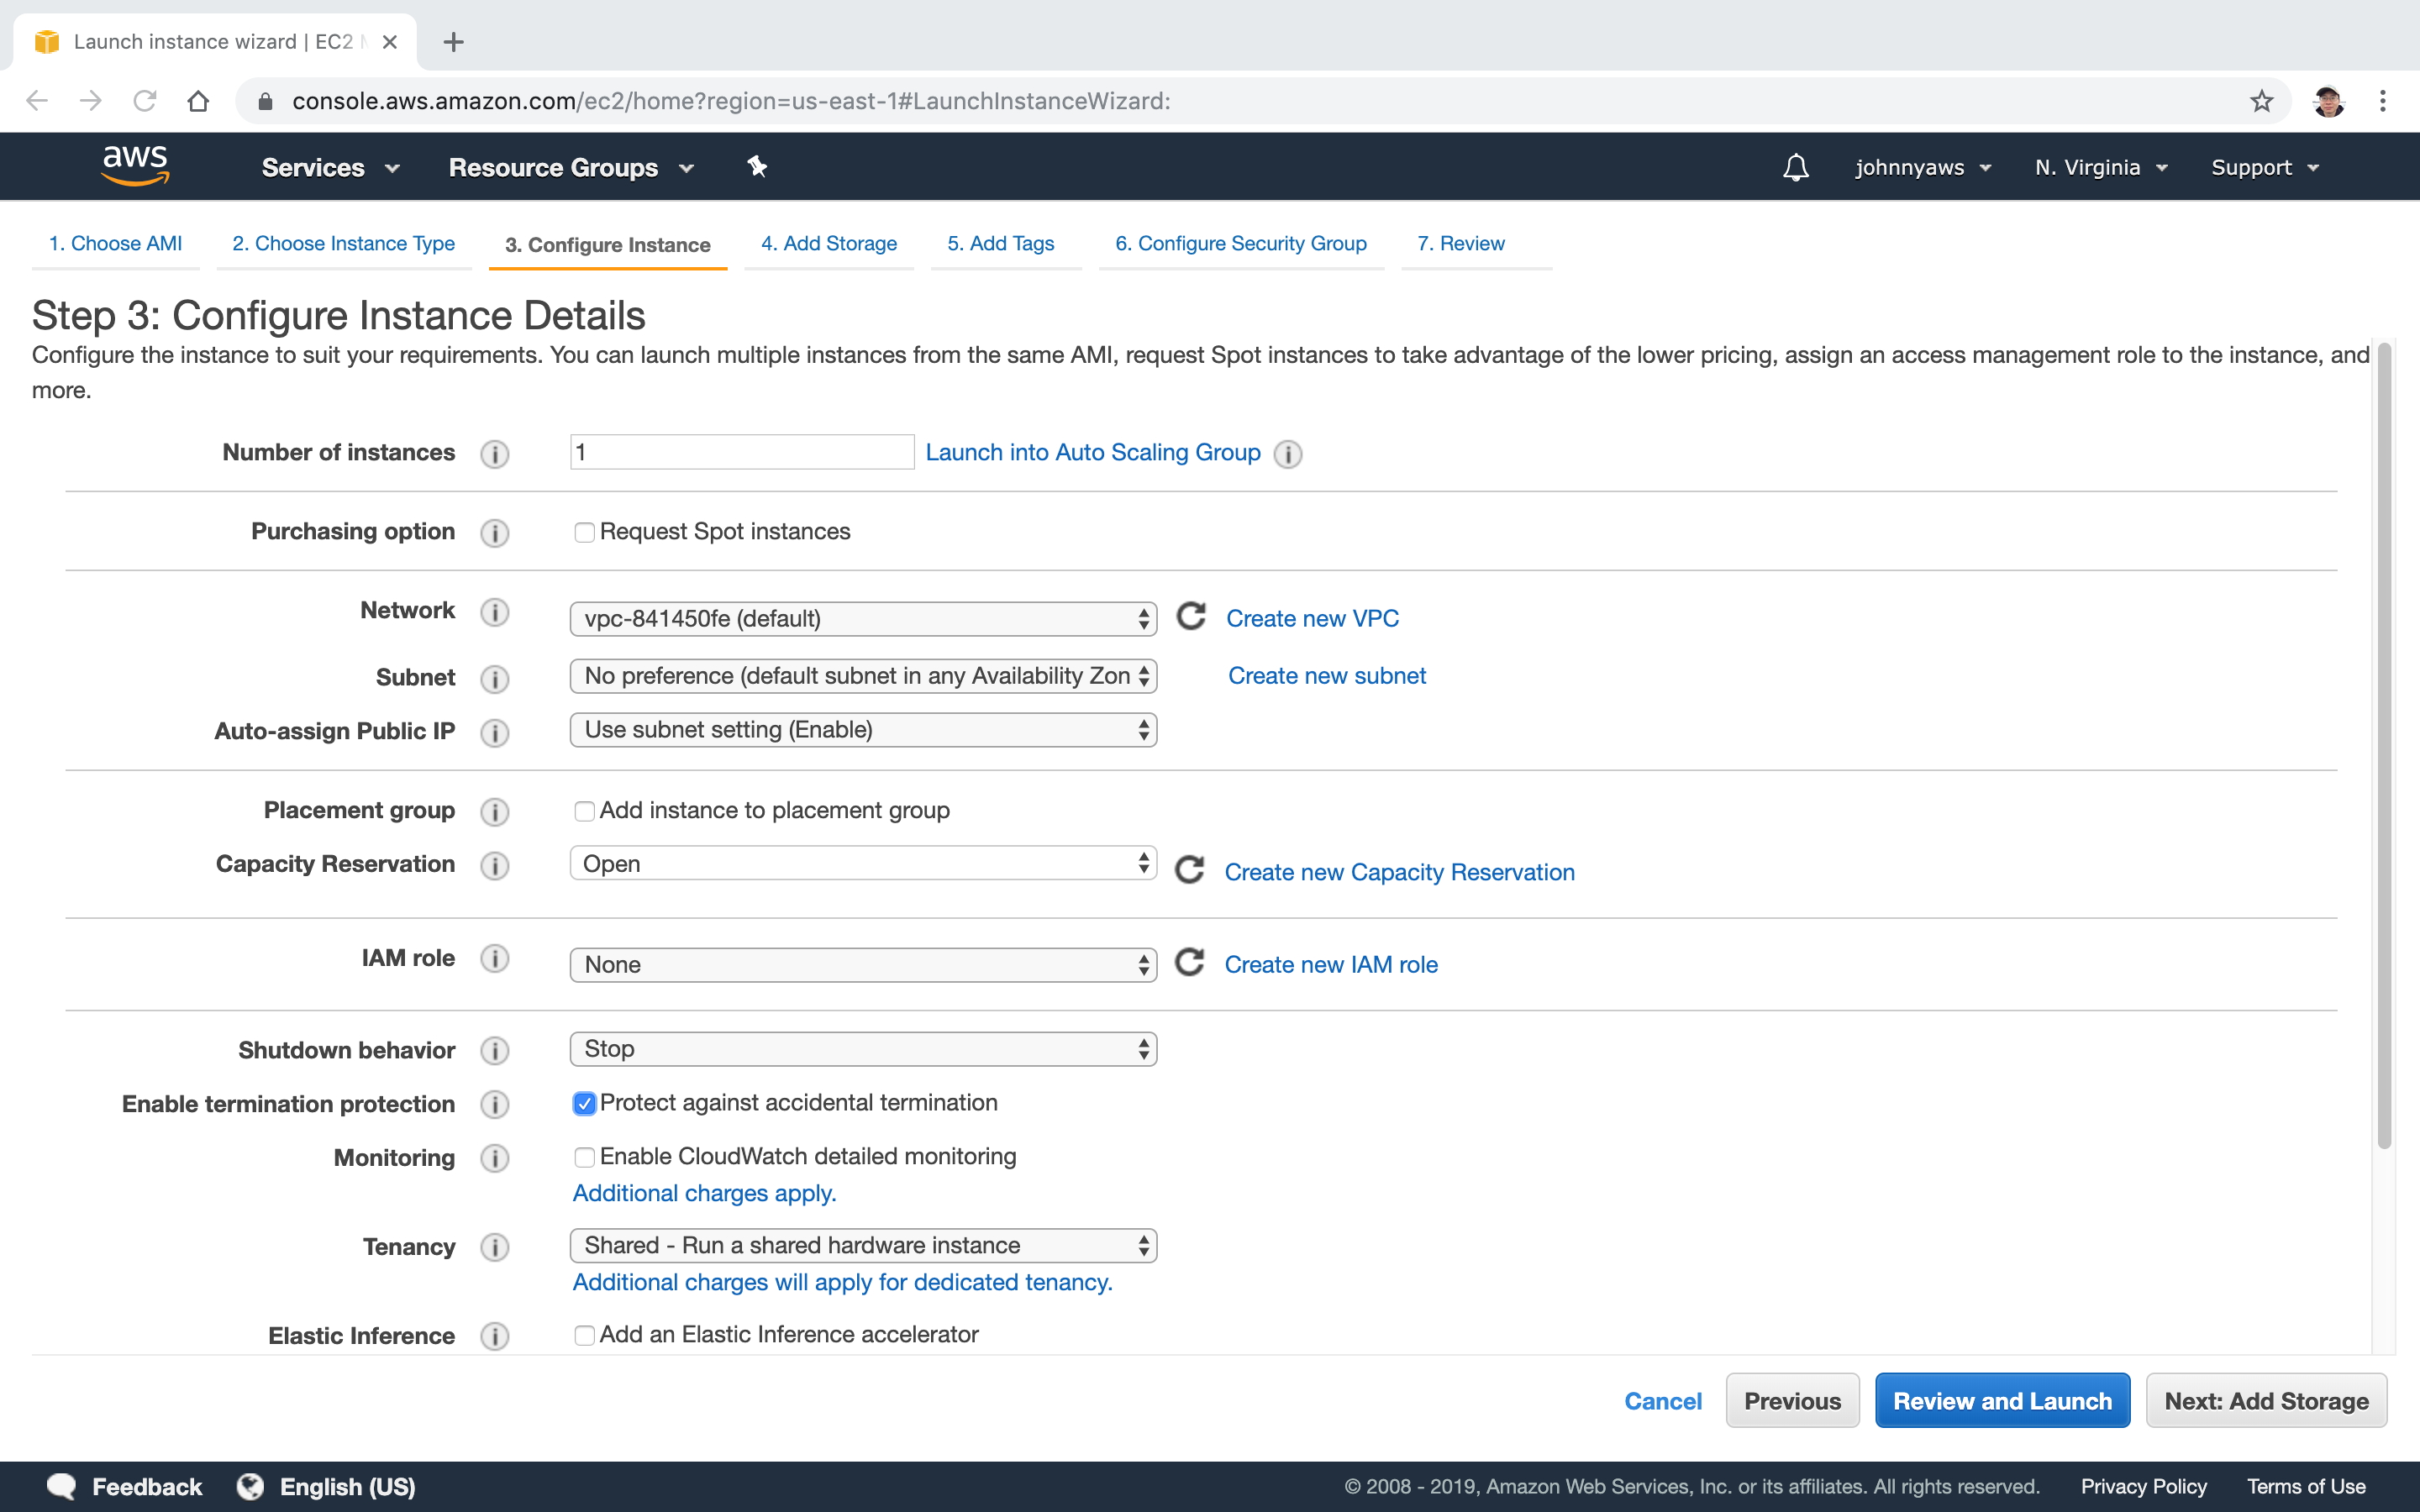 Launch instance wizard | EC2
console.aws.amazon.com/ec2/home?region=us-east-1#LaunchInstanceWizard:
aws Services Resource Groups johnnyaws N. Virginia Support
1. Choose AMI 2. Choose Instance Type 3. Configure Instance 4. Add Storage 5. Add Tags 6. Configure Security Group 7. Review
Step 3: Configure Instance Details
Configure the instance to suit your requirements. You can launch multiple instances from the same AMI, request Spot instances to take advantage of the lower pricing, assign an access management role to the instance, and
more.
Number of instances i 1 Launch into Auto Scaling Group i
Purchasing option i Request Spot instances
Network i vpc-841450fe (default) Create new VPC
Subnet i No preference (default subnet in any Availability Zon Create new subnet
Auto-assign Public IP i Use subnet setting (Enable)
Placement group i Add instance to placement group
Capacity Reservation i Open Create new Capacity Reservation
IAM role i None Create new IAM role
Shutdown behavior i Stop
Enable termination protection i Protect against accidental termination
Monitoring i Enable CloudWatch detailed monitoring
Additional charges apply.
Tenancy i Shared - Run a shared hardware instance
Additional charges will apply for dedicated tenancy.
Elastic Inference i Add an Elastic Inference accelerator
Cancel Previous Review and Launch Next: Add Storage
Feedback English (US) © 2008 - 2019, Amazon Web Services, Inc. or its affiliates. All rights reserved. Privacy Policy Terms of Use